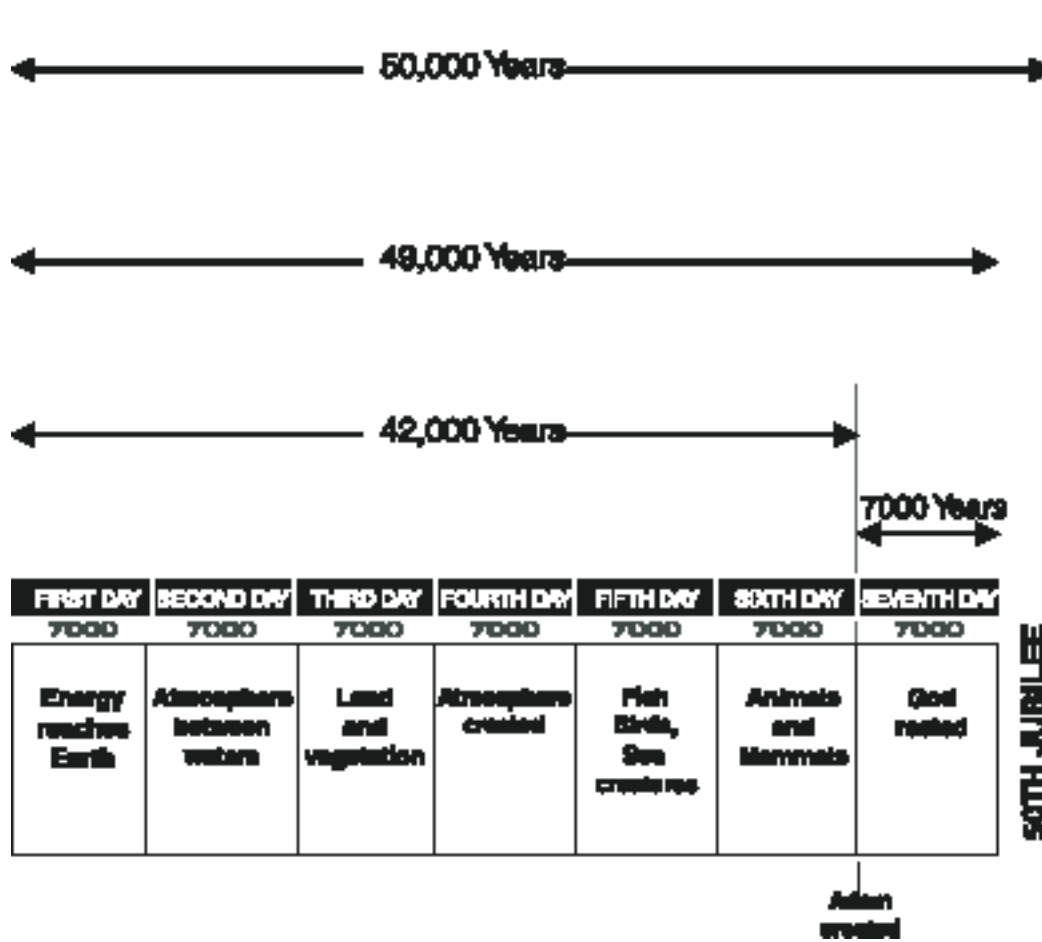 50,000 Years
49,000 Years
42,000 Years
7000 Years
FIRST DAY SECOND DAY THIRD DAY FOURTH DAY FIFTH DAY SIXTH DAY SEVENTH DAY
7000 7000 7000 7000 7000 7000 7000
Energy
reaches
Earth
Atmosphere
between
waters
Land
and
vegetation
Atmosphere
created
Fish
Birds,
Sea
creatures
Animals
and
Mammals
God
rested
50TH JUBILEE
Adam
created